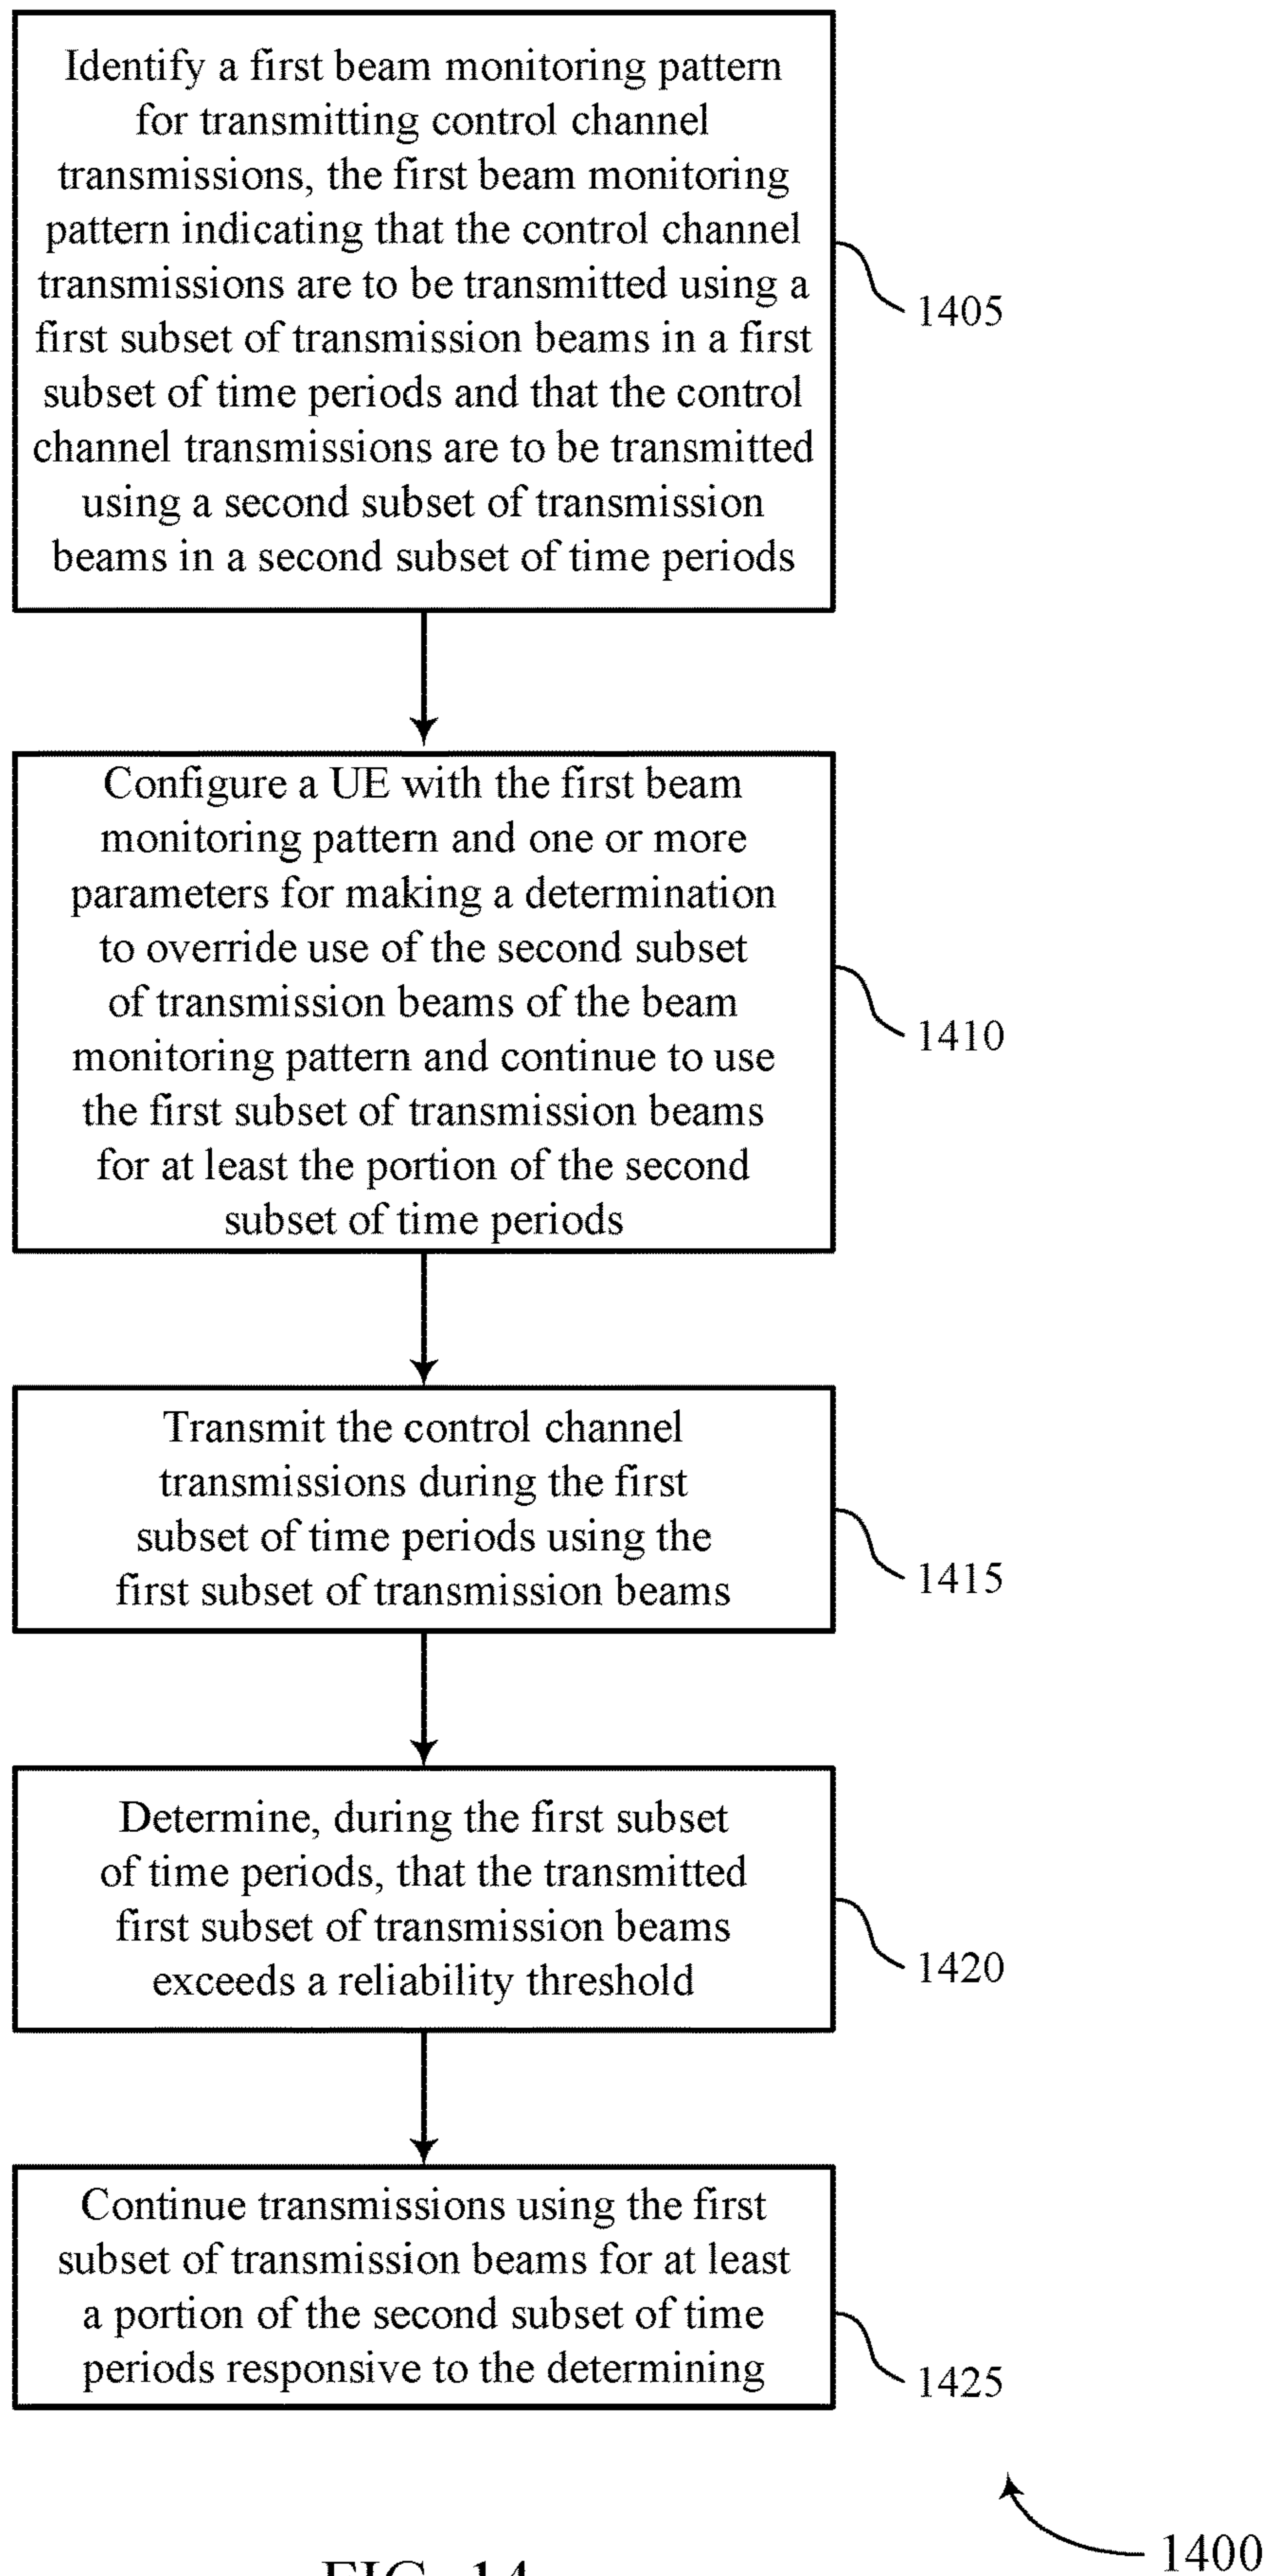 Identify a first beam monitoring pattern
for transmitting control channel
transmissions, the first beam monitoring
pattern indicating that the control channel
transmissions are to be transmitted using a
first subset of transmission beams in a first
subset of time periods and that the control
channel transmissions are to be transmitted
using a second subset of transmission
beams in a second subset of time periods
1405
Configure a UE with the first beam
monitoring pattern and one or more
parameters for making a determination
to override use of the second subset
of transmission beams of the beam
monitoring pattern and continue to use
the first subset of transmission beams
for at least the portion of the second
subset of time periods
1410
Transmit the control channel
transmissions during the first
subset of time periods using the
first subset of transmission beams
1415
Determine, during the first subset
of time periods, that the transmitted
first subset of transmission beams
exceeds a reliability threshold
1420
Continue transmissions using the first
subset of transmission beams for at least
a portion of the second subset of time
periods responsive to the determining
1425
1400
FIG. 14